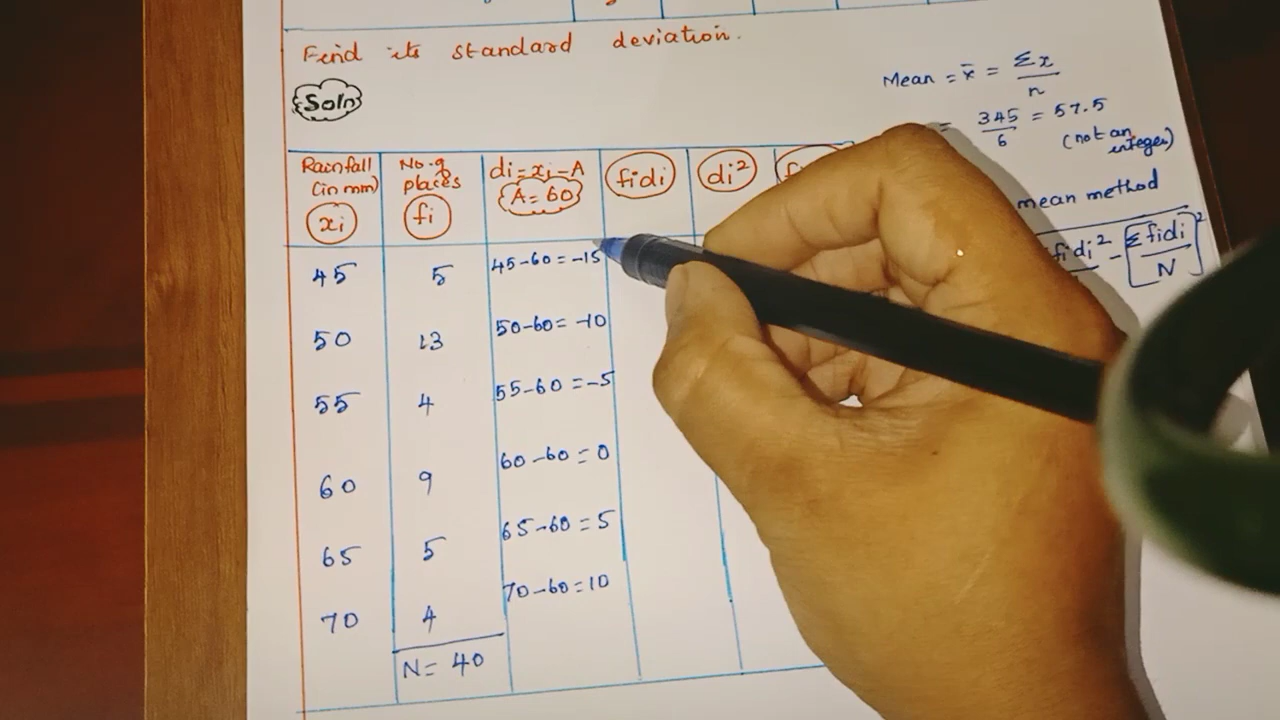 Find its standard deviation.
Soln
Mean = x̄ = Σx/n
= 345/6 = 57.5
(not an integer)
mean method
fidi² - [Σfidi/N]²
Rainfall (in mm) xi | No. of places fi | di = xi - A A = 60 | fidi | di²
45 | 5 | 45-60 = -15
50 | 13 | 50-60 = -10
55 | 4 | 55-60 = -5
60 | 9 | 60-60 = 0
65 | 5 | 65-60 = 5
70 | 4 | 70-60 = 10
N = 40